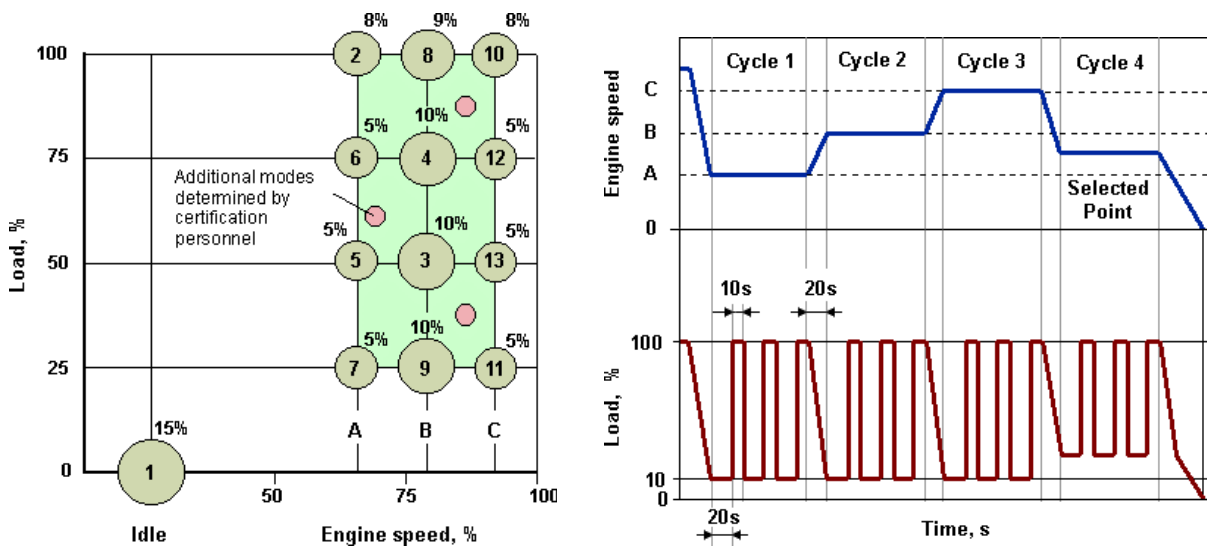 8%
9%
8%
100
2
8
10
5%
10%
5%
75
6
4
12
Additional modes
determined by
certification
personnel
5%
10%
5%
50
5
3
13
5%
10%
5%
25
7
9
11
15%
A
B
C
0
1
50
75
100
Idle
Engine speed, %
Load, %
Cycle 1
Cycle 2
Cycle 3
Cycle 4
C
B
A
Selected
Point
0
Engine speed
10s
20s
100
10
0
Load, %
20s
Time, s